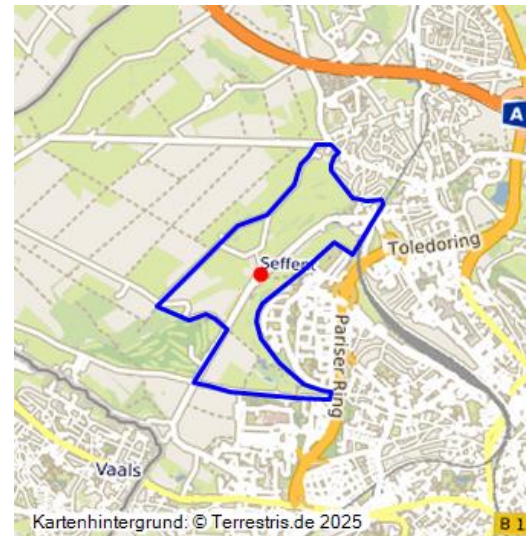 A
Toledoring
Seffent
Pariser Ring
Vaals
Kartenhintergrund: © Terrestris.de 2025
B 1